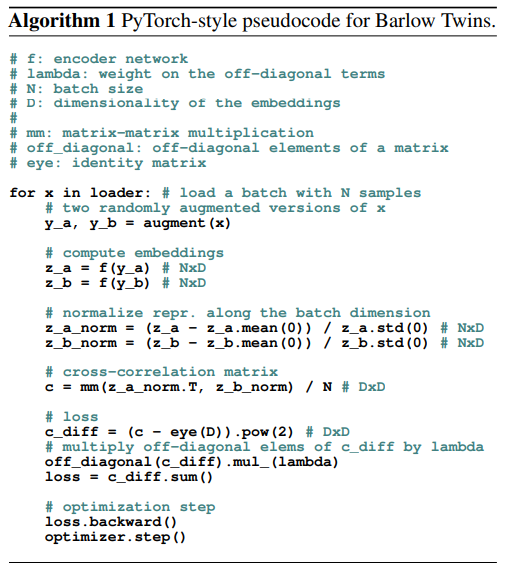 Algorithm 1 PyTorch-style pseudocode for Barlow Twins.
# f: encoder network
# lambda: weight on the off-diagonal terms
# N: batch size
# D: dimensionality of the embeddings
#
# mm: matrix-matrix multiplication
# off_diagonal: off-diagonal elements of a matrix
# eye: identity matrix
for x in loader: # load a batch with N samples
# two randomly augmented versions of x
y_a, y_b = augment(x)
# compute embeddings
z_a = f(y_a) # NxD
z_b = f(y_b) # NxD
# normalize repr. along the batch dimension
z_a_norm = (z_a - z_a.mean(0)) / z_a.std(0) # NxD
z_b_norm = (z_b - z_b.mean(0)) / z_b.std(0) # NxD
# cross-correlation matrix
c = mm(z_a_norm.T, z_b_norm) / N # DxD
# loss
c_diff = (c - eye(D)).pow(2) # DxD
# multiply off-diagonal elems of c_diff by lambda
off_diagonal(c_diff).mul_(lambda)
loss = c_diff.sum()
# optimization step
loss.backward()
optimizer.step()